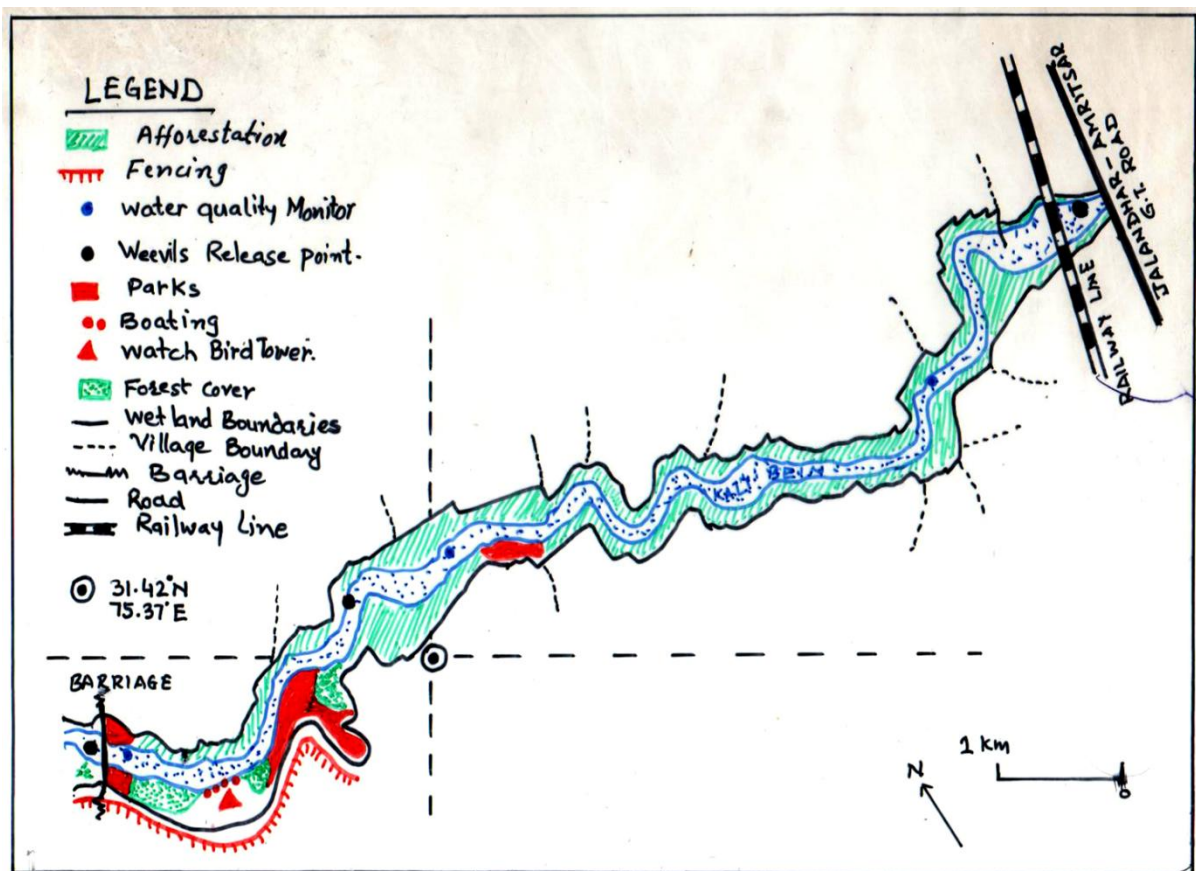 LEGEND
Afforestation
Fencing
water quality Monitor
Weevils Release point.
Parks
Boating
watch Bird Tower.
Forest cover
Wetland Boundaries
Village Boundary
Barriage
Road
Railway Line
31.42°N
75.37°E
BARRIAGE
KALI BEIN
RAILWAY LINE
JALANDHAR - AMRITSAR
G.T. ROAD
1 km
0
N